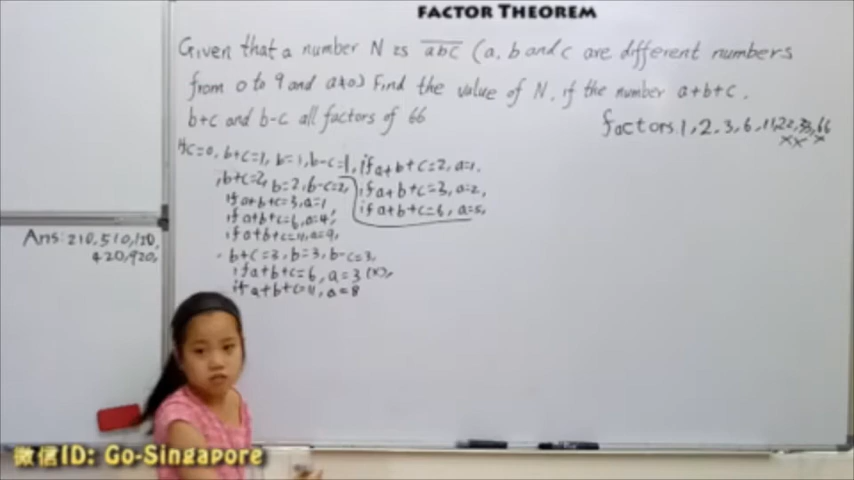 FACTOR THEOREM
Given that a number N is abc (a, b and c are different numbers
from 0 to 9 and a≠0) Find the value of N, if the number a+b+c,
b+c and b-c all factors of 66
factors 1, 2, 3, 6, 11, 22, 33, 66
If C=0, b+c=1, b=1, b-c=1, if a+b+c=2, a=1,
if a+b+c=3, a=2,
if a+b+c=6, a=5,
, b+c=2, b=2, b-c=2,
if a+b+c=3, a=1
if a+b+c=6, a=4,
if a+b+c=11, a=9,
, b+c=3, b=3, b-c=3,
if a+b+c=6, a=3 (x),
if a+b+c=11, a=8
Ans: 210, 510, 120,
420, 920,
微信ID: Go-Singapore